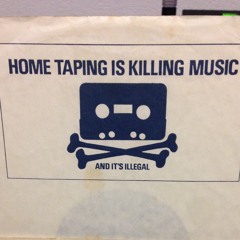 HOME TAPING IS KILLING MUSIC
AND IT'S ILLEGAL